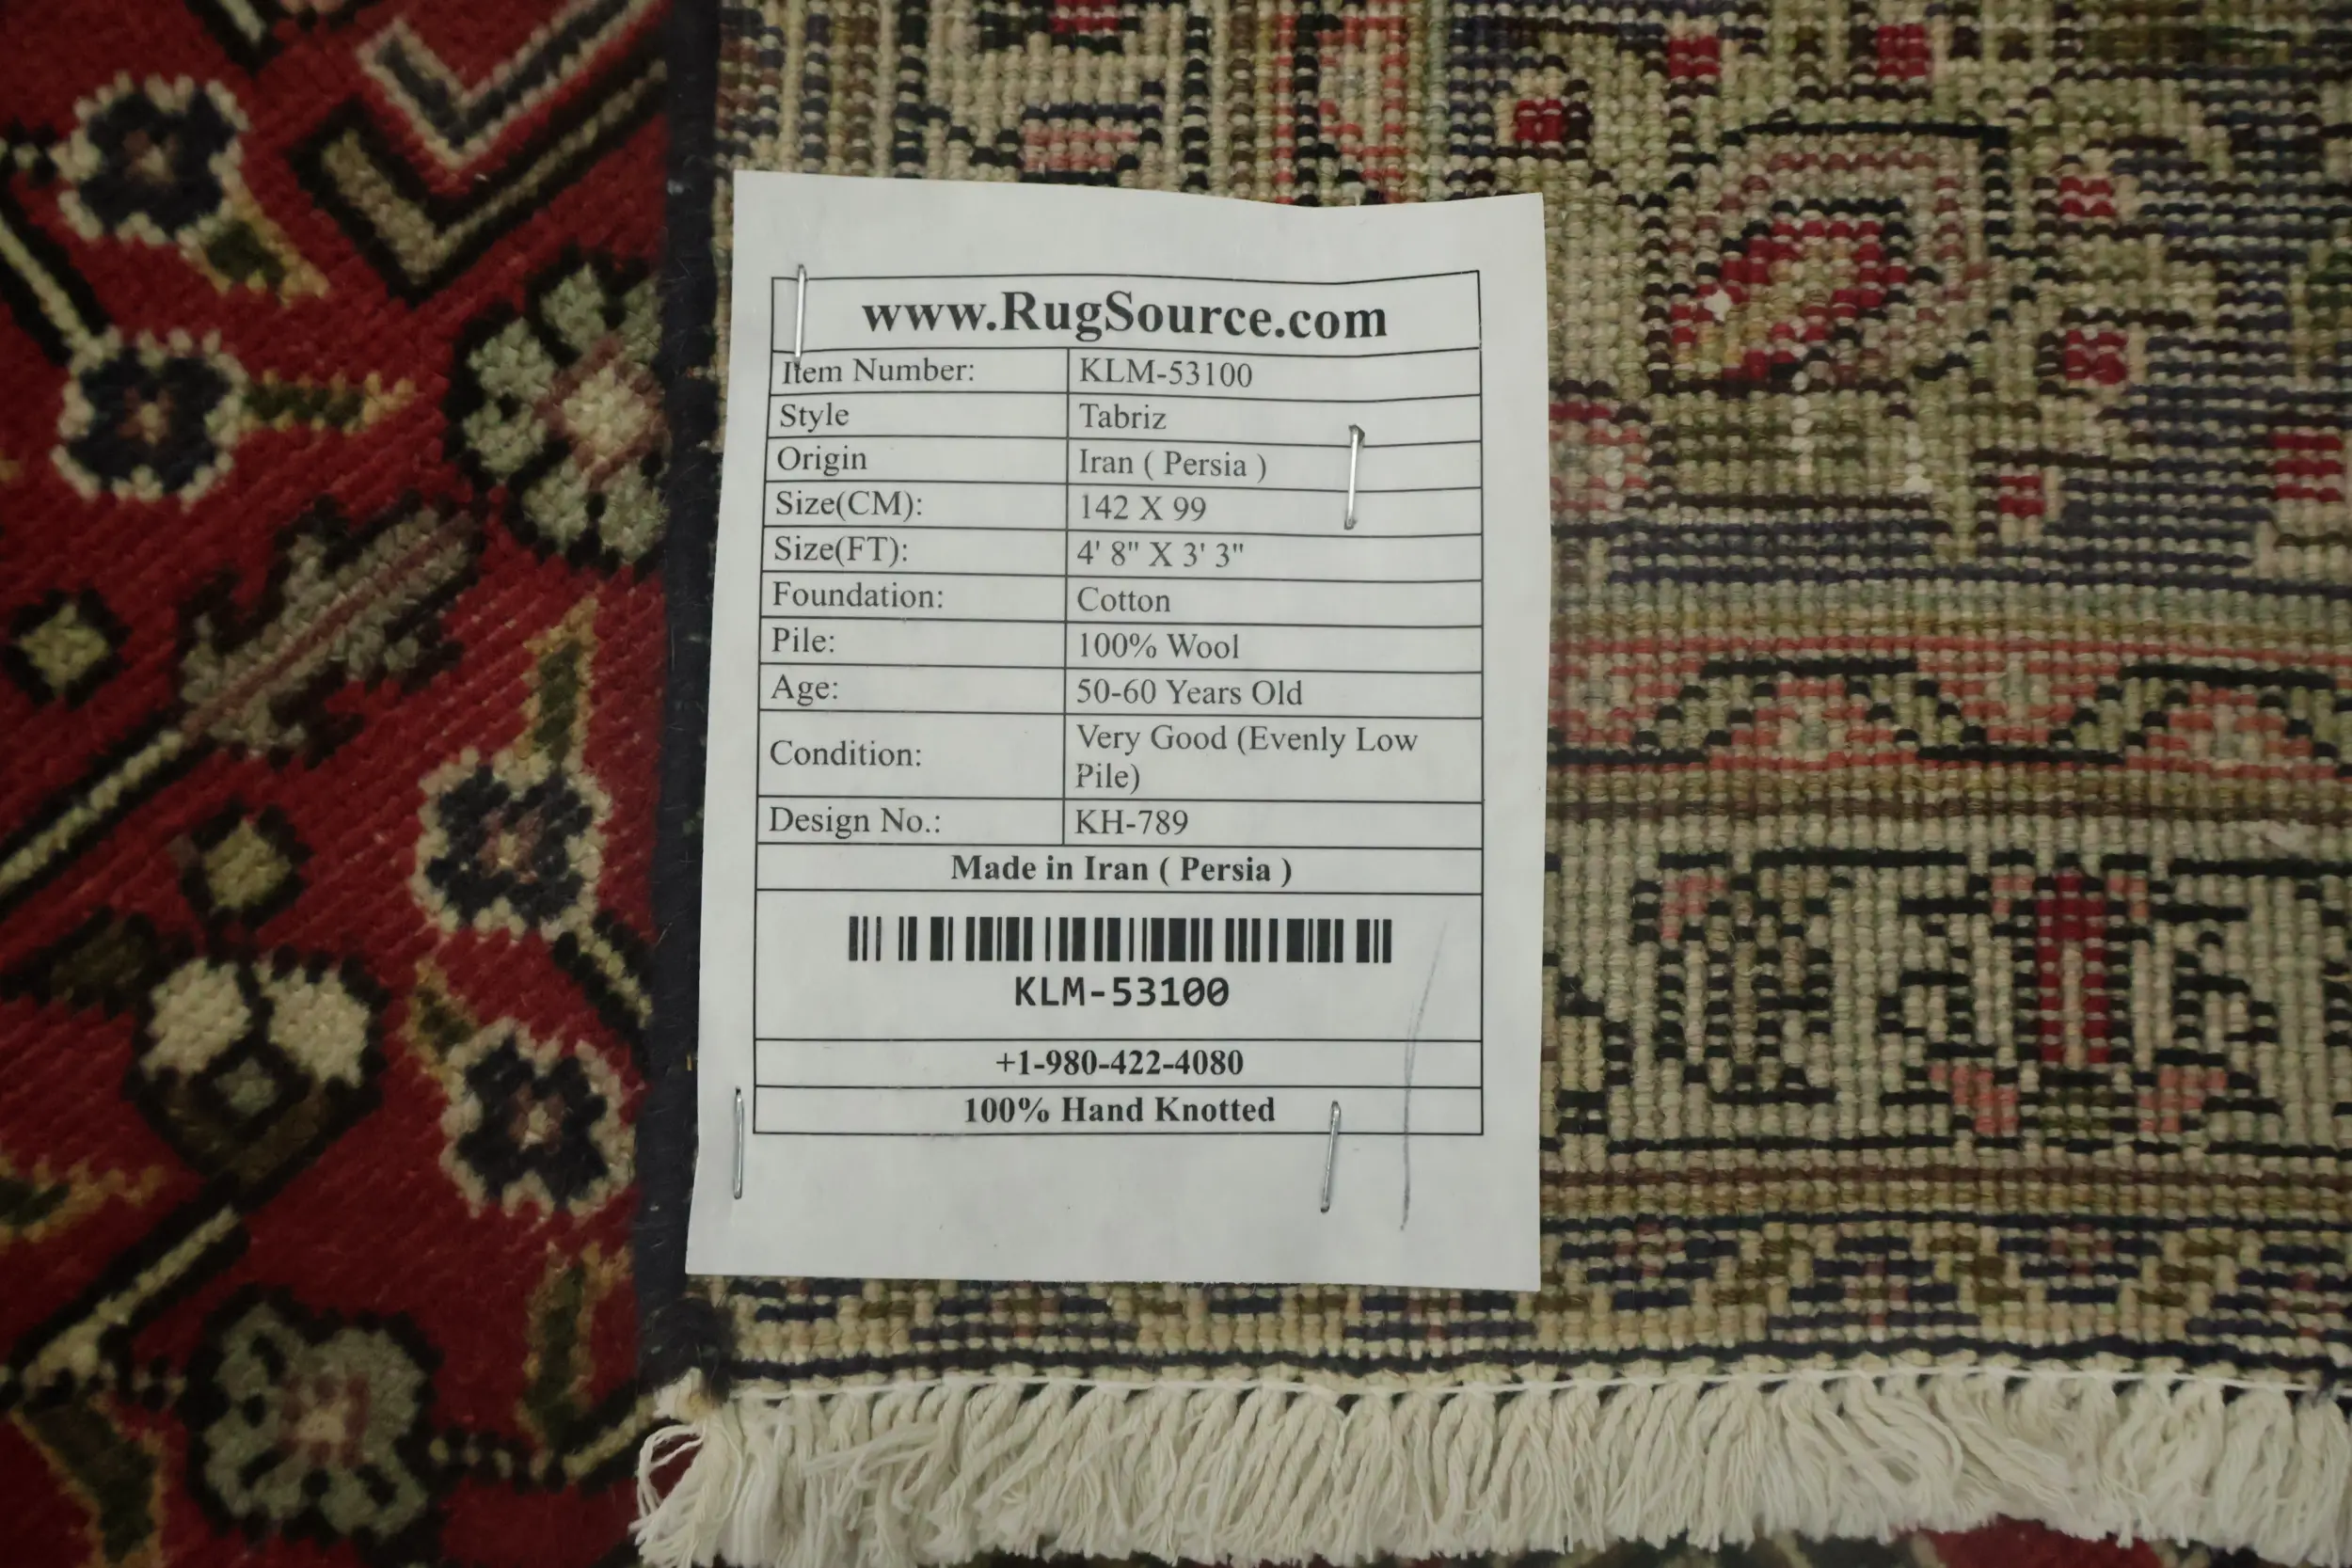 www.RugSource.com
Item Number: KLM-53100
Style Tabriz
Origin Iran ( Persia )
Size(CM): 142 X 99
Size(FT): 4' 8" X 3' 3"
Foundation: Cotton
Pile: 100% Wool
Age: 50-60 Years Old
Condition: Very Good (Evenly Low
Pile)
Design No.: KH-789
Made in Iran ( Persia )
KLM-53100
+1-980-422-4080
100% Hand Knotted